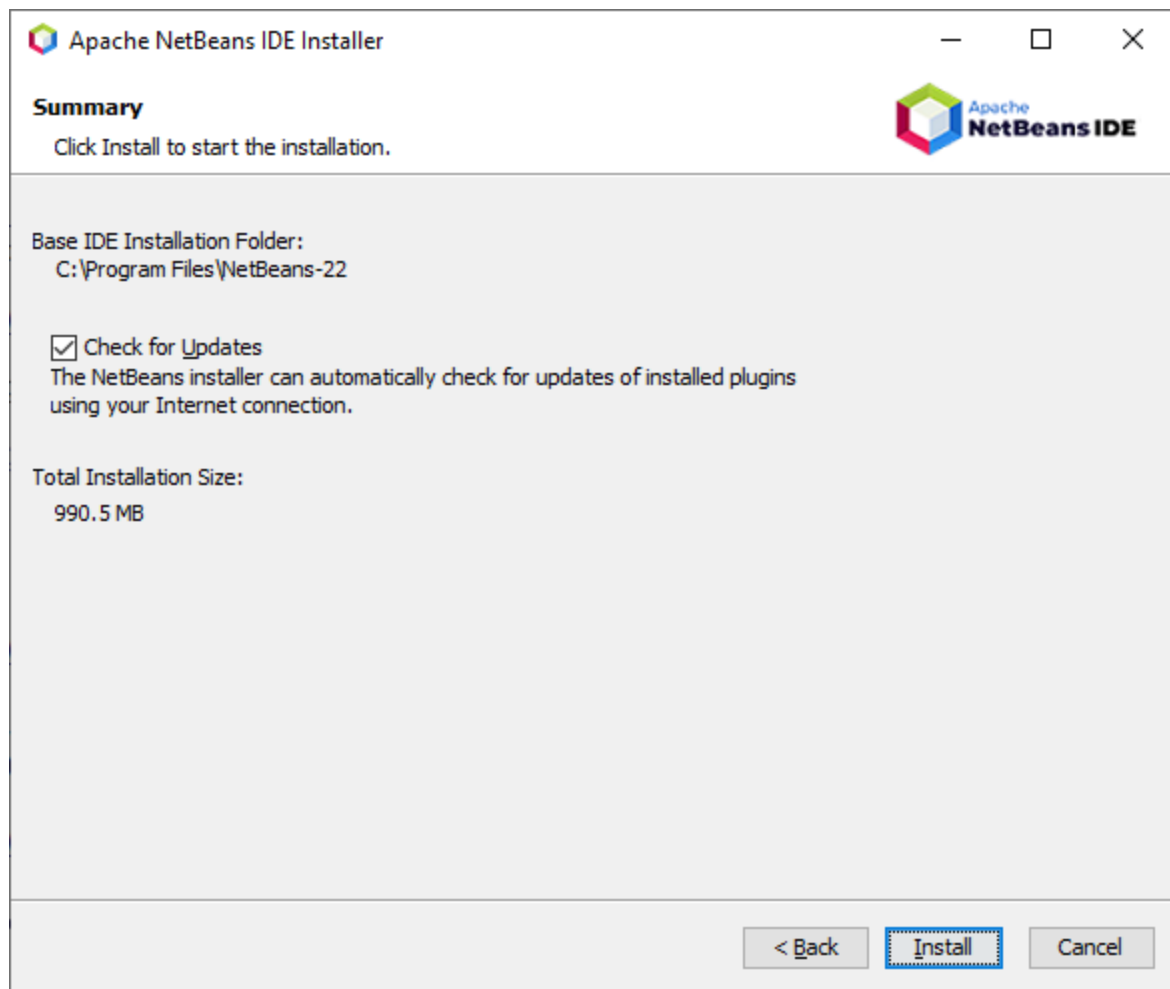 Apache NetBeans IDE Installer
Summary
Click Install to start the installation.
Apache
NetBeans IDE
Base IDE Installation Folder:
C:\Program Files\NetBeans-22
Check for Updates
The NetBeans installer can automatically check for updates of installed plugins
using your Internet connection.
Total Installation Size:
990.5 MB
< Back
Install
Cancel